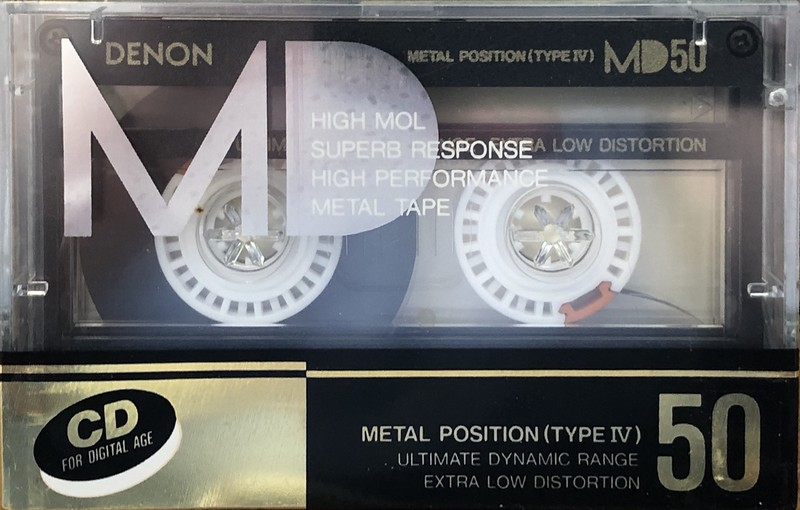 DENON
METAL POSITION (TYPE IV) MD50
MD
HIGH MOL
SUPERB RESPONSE
HIGH PERFORMANCE
METAL TAPE
EXTRA LOW DISTORTION
CD
FOR DIGITAL AGE
METAL POSITION (TYPE IV)
ULTIMATE DYNAMIC RANGE
EXTRA LOW DISTORTION
50